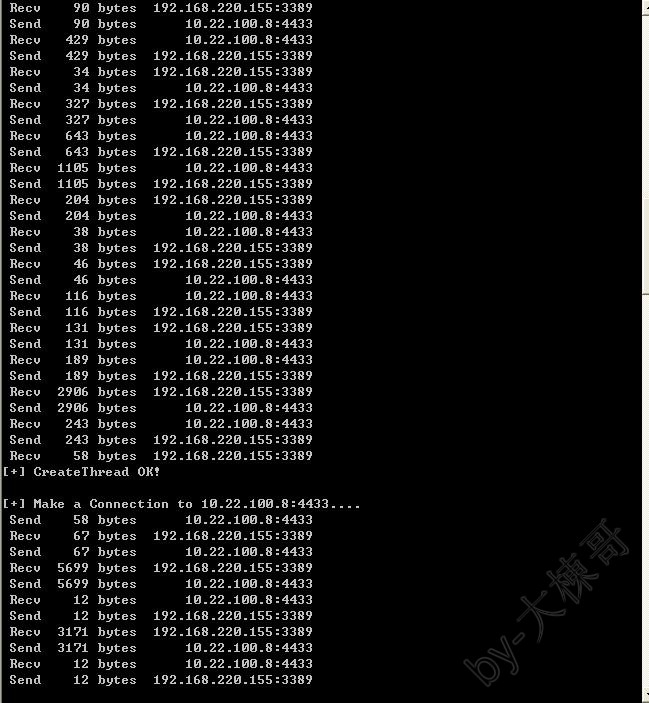 Recv 90 bytes 192.168.220.155:3389
Send 90 bytes 10.22.100.8:4433
Recv 429 bytes 10.22.100.8:4433
Send 429 bytes 192.168.220.155:3389
Recv 34 bytes 192.168.220.155:3389
Send 34 bytes 10.22.100.8:4433
Recv 327 bytes 192.168.220.155:3389
Send 327 bytes 10.22.100.8:4433
Recv 643 bytes 10.22.100.8:4433
Send 643 bytes 192.168.220.155:3389
Recv 1105 bytes 10.22.100.8:4433
Send 1105 bytes 192.168.220.155:3389
Recv 204 bytes 192.168.220.155:3389
Send 204 bytes 10.22.100.8:4433
Recv 38 bytes 10.22.100.8:4433
Send 38 bytes 192.168.220.155:3389
Recv 46 bytes 192.168.220.155:3389
Send 46 bytes 10.22.100.8:4433
Recv 116 bytes 10.22.100.8:4433
Send 116 bytes 192.168.220.155:3389
Recv 131 bytes 192.168.220.155:3389
Send 131 bytes 10.22.100.8:4433
Recv 189 bytes 10.22.100.8:4433
Send 189 bytes 192.168.220.155:3389
Recv 2906 bytes 192.168.220.155:3389
Send 2906 bytes 10.22.100.8:4433
Recv 243 bytes 10.22.100.8:4433
Send 243 bytes 192.168.220.155:3389
Recv 58 bytes 192.168.220.155:3389
[+] CreateThread OK!
[+] Make a Connection to 10.22.100.8:4433....
Send 58 bytes 10.22.100.8:4433
Recv 67 bytes 192.168.220.155:3389
Send 67 bytes 10.22.100.8:4433
Recv 5699 bytes 192.168.220.155:3389
Send 5699 bytes 10.22.100.8:4433
Recv 12 bytes 10.22.100.8:4433
Send 12 bytes 192.168.220.155:3389
Recv 3171 bytes 192.168.220.155:3389
Send 3171 bytes 10.22.100.8:4433
Recv 12 bytes 10.22.100.8:4433
Send 12 bytes 192.168.220.155:3389
by-大栋哥